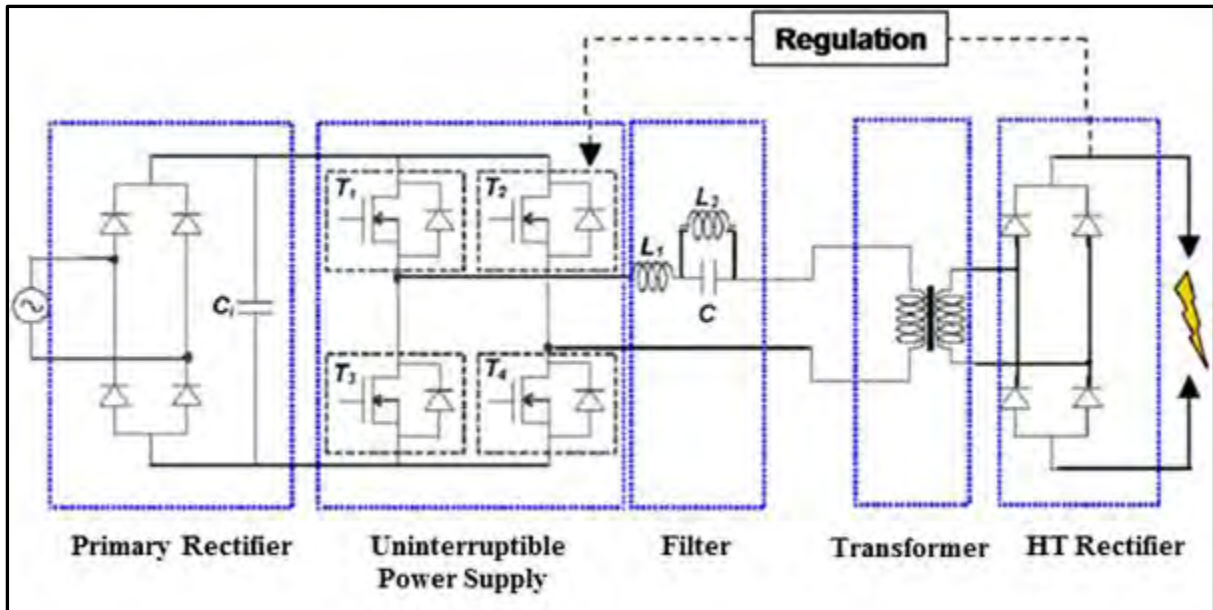 Regulation
T₁
T₂
L₂
L₁
Cᵢ
C
T₃
T₄
Primary Rectifier
Uninterruptible
Power Supply
Filter
Transformer
HT Rectifier